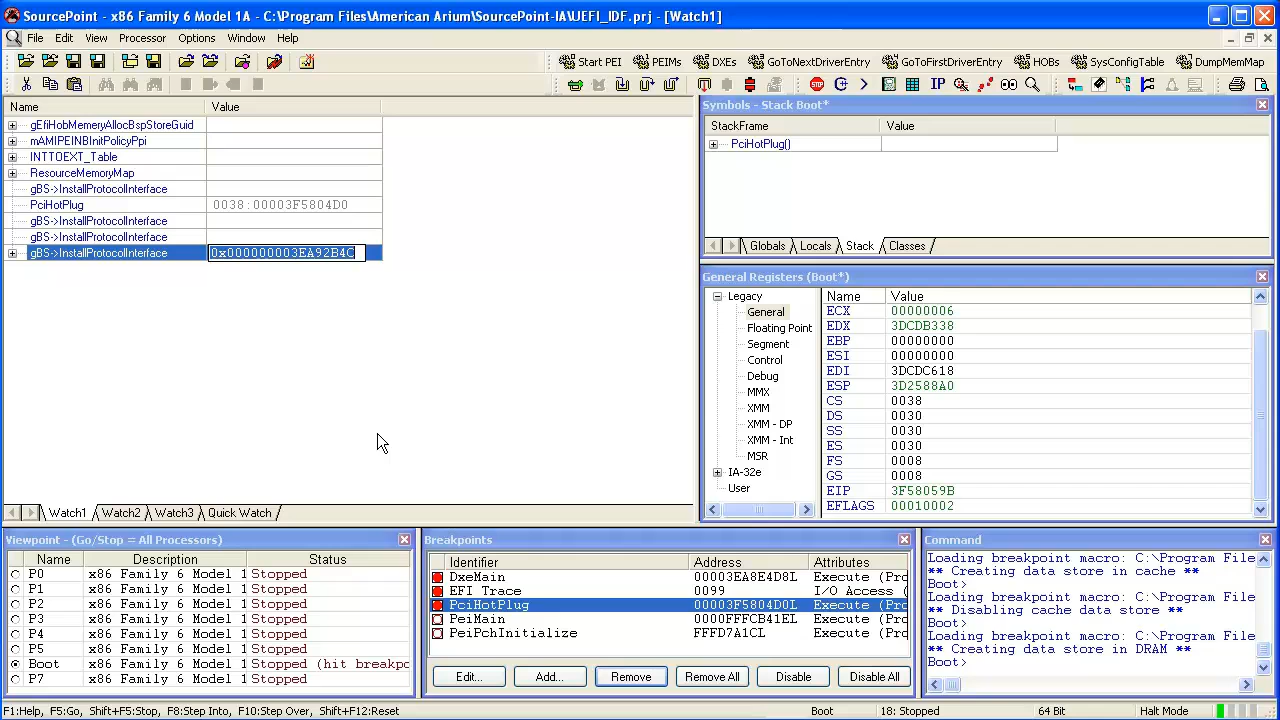 SourcePoint - x86 Family 6 Model 1A - C:\Program Files\American Arium\SourcePoint-IA\UEFI_IDF.prj - [Watch1]
File Edit View Processor Options Window Help
Start PEI PEIMs DXEs GoToNextDriverEntry GoToFirstDriverEntry HOBs SysConfigTable DumpMemMap
STOP IP
Name Value
gEfiHobMemeryAllocBspStoreGuid
mAMIPEINBInitPolicyPpi
INTTOEXT_Table
ResourceMemoryMap
gBS->InstallProtocolInterface
PciHotPlug 0038:00003F5804D0
gBS->InstallProtocolInterface
gBS->InstallProtocolInterface
gBS->InstallProtocolInterface 0x000000003EA92B4C
Watch1 Watch2 Watch3 Quick Watch
Symbols - Stack Boot*
StackFrame Value
PciHotPlug()
Globals Locals Stack Classes
General Registers (Boot*)
Legacy
General
Floating Point
Segment
Control
Debug
MMX
XMM
XMM - DP
XMM - Int
MSR
IA-32e
User
Name Value
ECX 00000006
EDX 3DCDB338
EBP 00000000
ESI 00000000
EDI 3DCDC618
ESP 3D2588A0
CS 0038
DS 0030
SS 0030
ES 0030
FS 0008
GS 0008
EIP 3F58059B
EFLAGS 00010002
Viewpoint - (Go/Stop = All Processors)
Name Description Status
P0 x86 Family 6 Model 1 Stopped
P1 x86 Family 6 Model 1 Stopped
P2 x86 Family 6 Model 1 Stopped
P3 x86 Family 6 Model 1 Stopped
P4 x86 Family 6 Model 1 Stopped
P5 x86 Family 6 Model 1 Stopped
Boot x86 Family 6 Model 1 Stopped (hit breakpo
P7 x86 Family 6 Model 1 Stopped
Breakpoints
Identifier Address Attributes
DxeMain 00003EA8E4D8L Execute (Pro
EFI Trace 0099 I/O Access (
PciHotPlug 00003F5804D0L Execute (Pro
PeiMain 0000FFFCB41EL Execute (Pro
PeiPchInitialize FFFD7A1CL Execute (Pro
Edit... Add... Remove Remove All Disable Disable All
Command
Loading breakpoint macro: C:\Program File
** Creating data store in cache **
Boot>
Loading breakpoint macro: C:\Program File
** Disabling cache data store **
Boot>
Loading breakpoint macro: C:\Program File
** Creating data store in DRAM **
Boot>
F1:Help, F5:Go, Shift+F5:Stop, F8:Step Into, F10:Step Over, Shift+F12:Reset Boot 18: Stopped 64 Bit Halt Mode